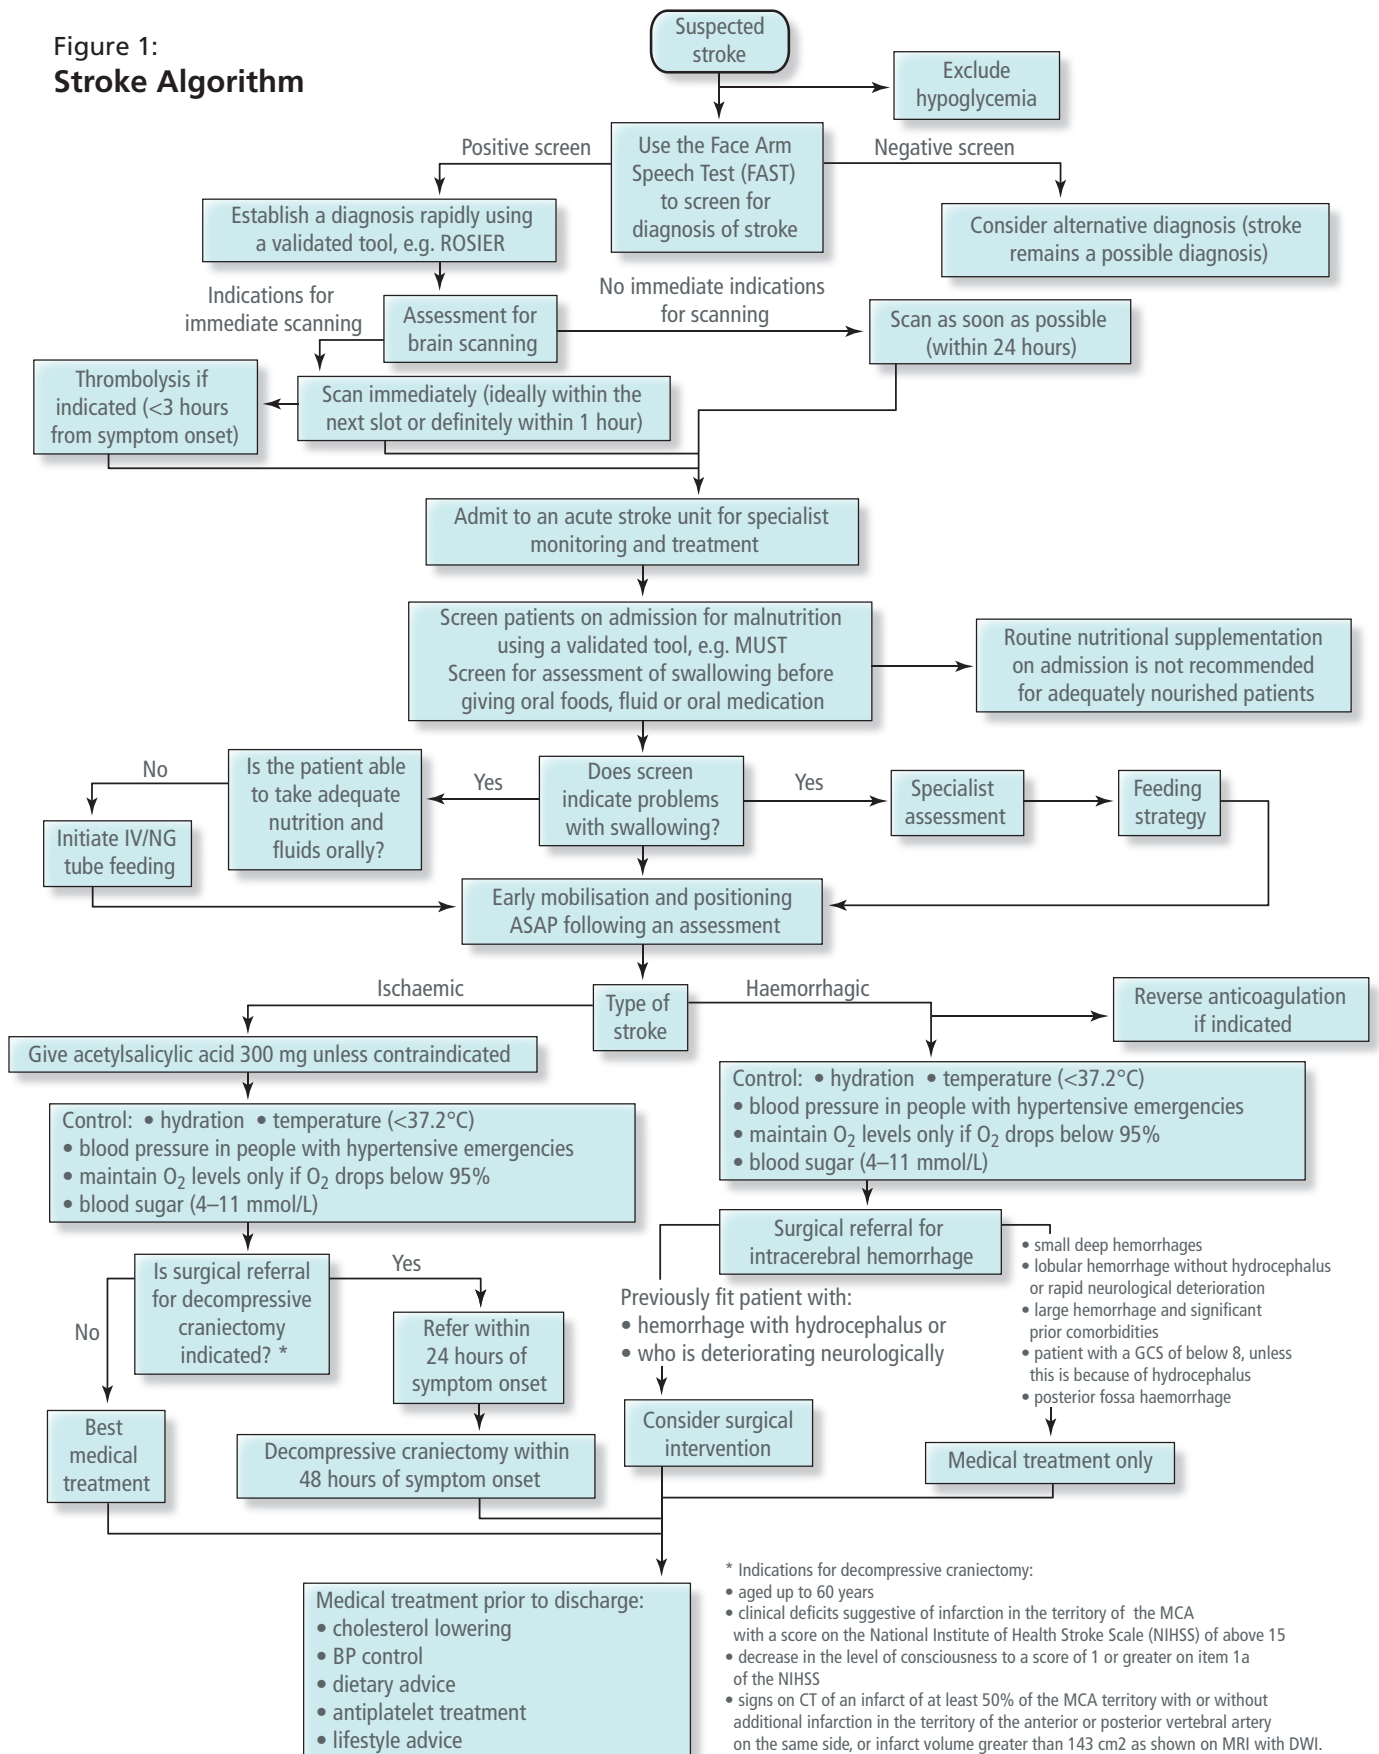 Figure 1:
Stroke Algorithm
Suspected
stroke
Exclude
hypoglycemia
Positive screen
Use the Face Arm
Speech Test (FAST)
to screen for
diagnosis of stroke
Negative screen
Establish a diagnosis rapidly using
a validated tool, e.g. ROSIER
Consider alternative diagnosis (stroke
remains a possible diagnosis)
Indications for
immediate scanning
Assessment for
brain scanning
No immediate indications
for scanning
Scan as soon as possible
(within 24 hours)
Thrombolysis if
indicated (<3 hours
from symptom onset)
Scan immediately (ideally within the
next slot or definitely within 1 hour)
Admit to an acute stroke unit for specialist
monitoring and treatment
Screen patients on admission for malnutrition
using a validated tool, e.g. MUST
Screen for assessment of swallowing before
giving oral foods, fluid or oral medication
Routine nutritional supplementation
on admission is not recommended
for adequately nourished patients
No
Is the patient able
to take adequate
nutrition and
fluids orally?
Yes
Does screen
indicate problems
with swallowing?
Yes
Specialist
assessment
Feeding
strategy
Initiate IV/NG
tube feeding
Early mobilisation and positioning
ASAP following an assessment
Ischaemic
Type of
stroke
Haemorrhagic
Reverse anticoagulation
if indicated
Give acetylsalicylic acid 300 mg unless contraindicated
Control: • hydration • temperature (<37.2°C)
• blood pressure in people with hypertensive emergencies
• maintain O2 levels only if O2 drops below 95%
• blood sugar (4–11 mmol/L)
Control: • hydration • temperature (<37.2°C)
• blood pressure in people with hypertensive emergencies
• maintain O2 levels only if O2 drops below 95%
• blood sugar (4–11 mmol/L)
Is surgical referral
for decompressive
craniectomy
indicated? *
Yes
No
Refer within
24 hours of
symptom onset
Best
medical
treatment
Decompressive craniectomy within
48 hours of symptom onset
Surgical referral for
intracerebral hemorrhage
Previously fit patient with:
• hemorrhage with hydrocephalus or
• who is deteriorating neurologically
• small deep hemorrhages
• lobular hemorrhage without hydrocephalus
or rapid neurological deterioration
• large hemorrhage and significant
prior comorbidities
• patient with a GCS of below 8, unless
this is because of hydrocephalus
• posterior fossa haemorrhage
Consider surgical
intervention
Medical treatment only
Medical treatment prior to discharge:
• cholesterol lowering
• BP control
• dietary advice
• antiplatelet treatment
• lifestyle advice
* Indications for decompressive craniectomy:
• aged up to 60 years
• clinical deficits suggestive of infarction in the territory of the MCA
with a score on the National Institute of Health Stroke Scale (NIHSS) of above 15
• decrease in the level of consciousness to a score of 1 or greater on item 1a
of the NIHSS
• signs on CT of an infarct of at least 50% of the MCA territory with or without
additional infarction in the territory of the anterior or posterior vertebral artery
on the same side, or infarct volume greater than 143 cm2 as shown on MRI with DWI.